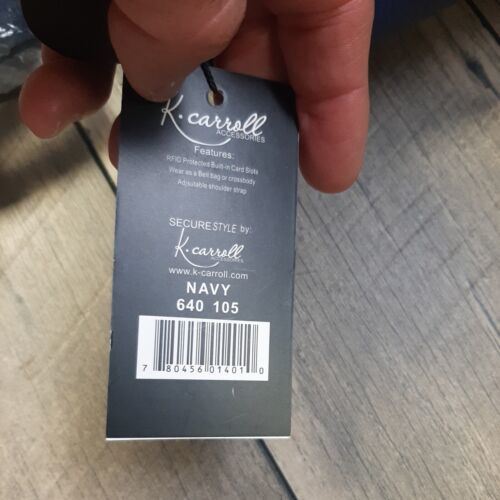 K. carroll
ACCESSORIES
Features:
RFID Protected Built-in Card Slots
Wear as a Belt bag or crossbody
Adjustable shoulder strap
SECURESTYLE by:
K. carroll
ACCESSORIES
www.k-carroll.com
NAVY
640 105
7 80456 01401 0